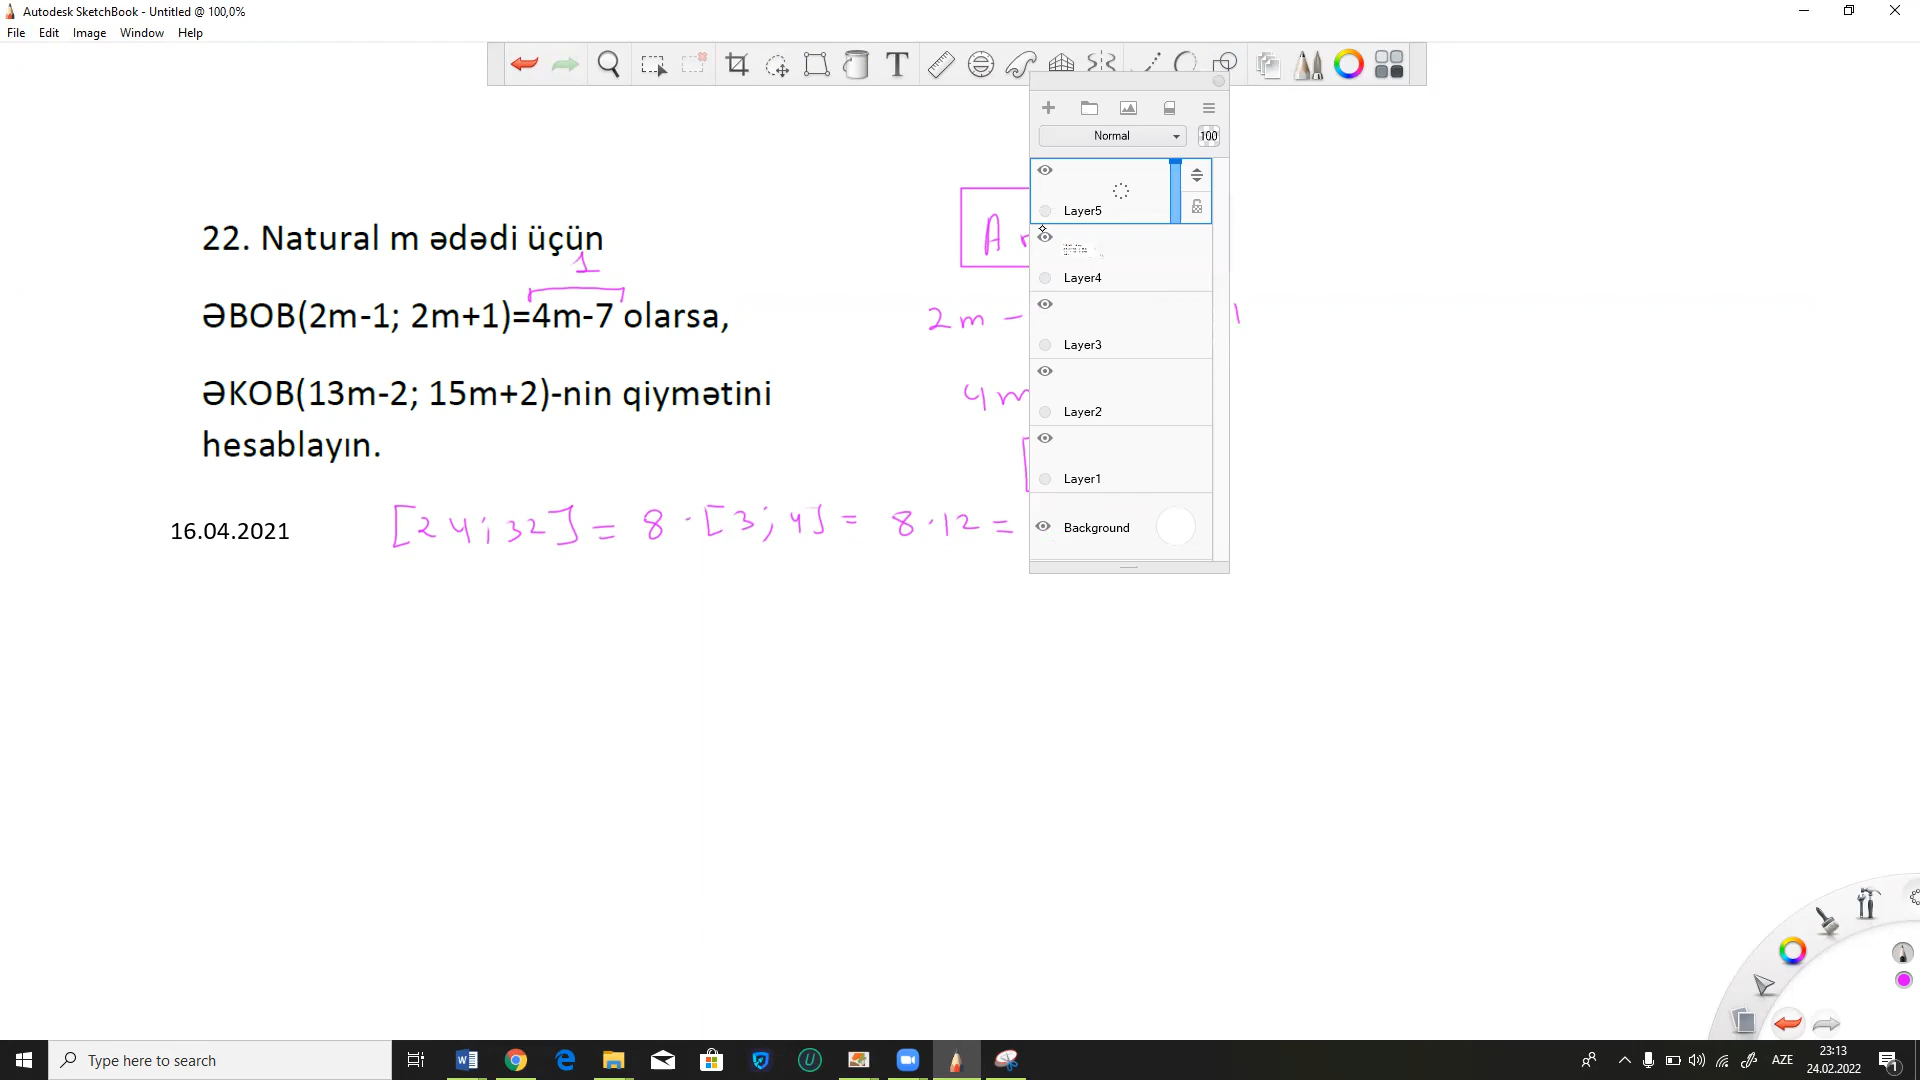 Autodesk SketchBook - Untitled @ 100,0%
File Edit Image Window Help
Normal 100
Layer5
Layer4
Layer3
Layer2
Layer1
Background
22. Natural m ədədi üçün
1
ƏBOB(2m-1; 2m+1)=4m-7 olarsa,
ƏKOB(13m-2; 15m+2)-nin qiymətini
hesablayın.
16.04.2021
[24;32] = 8·[3;4] = 8·12 =
A
2m -
1
4m
Type here to search
AZE
23:13
24.02.2022
1